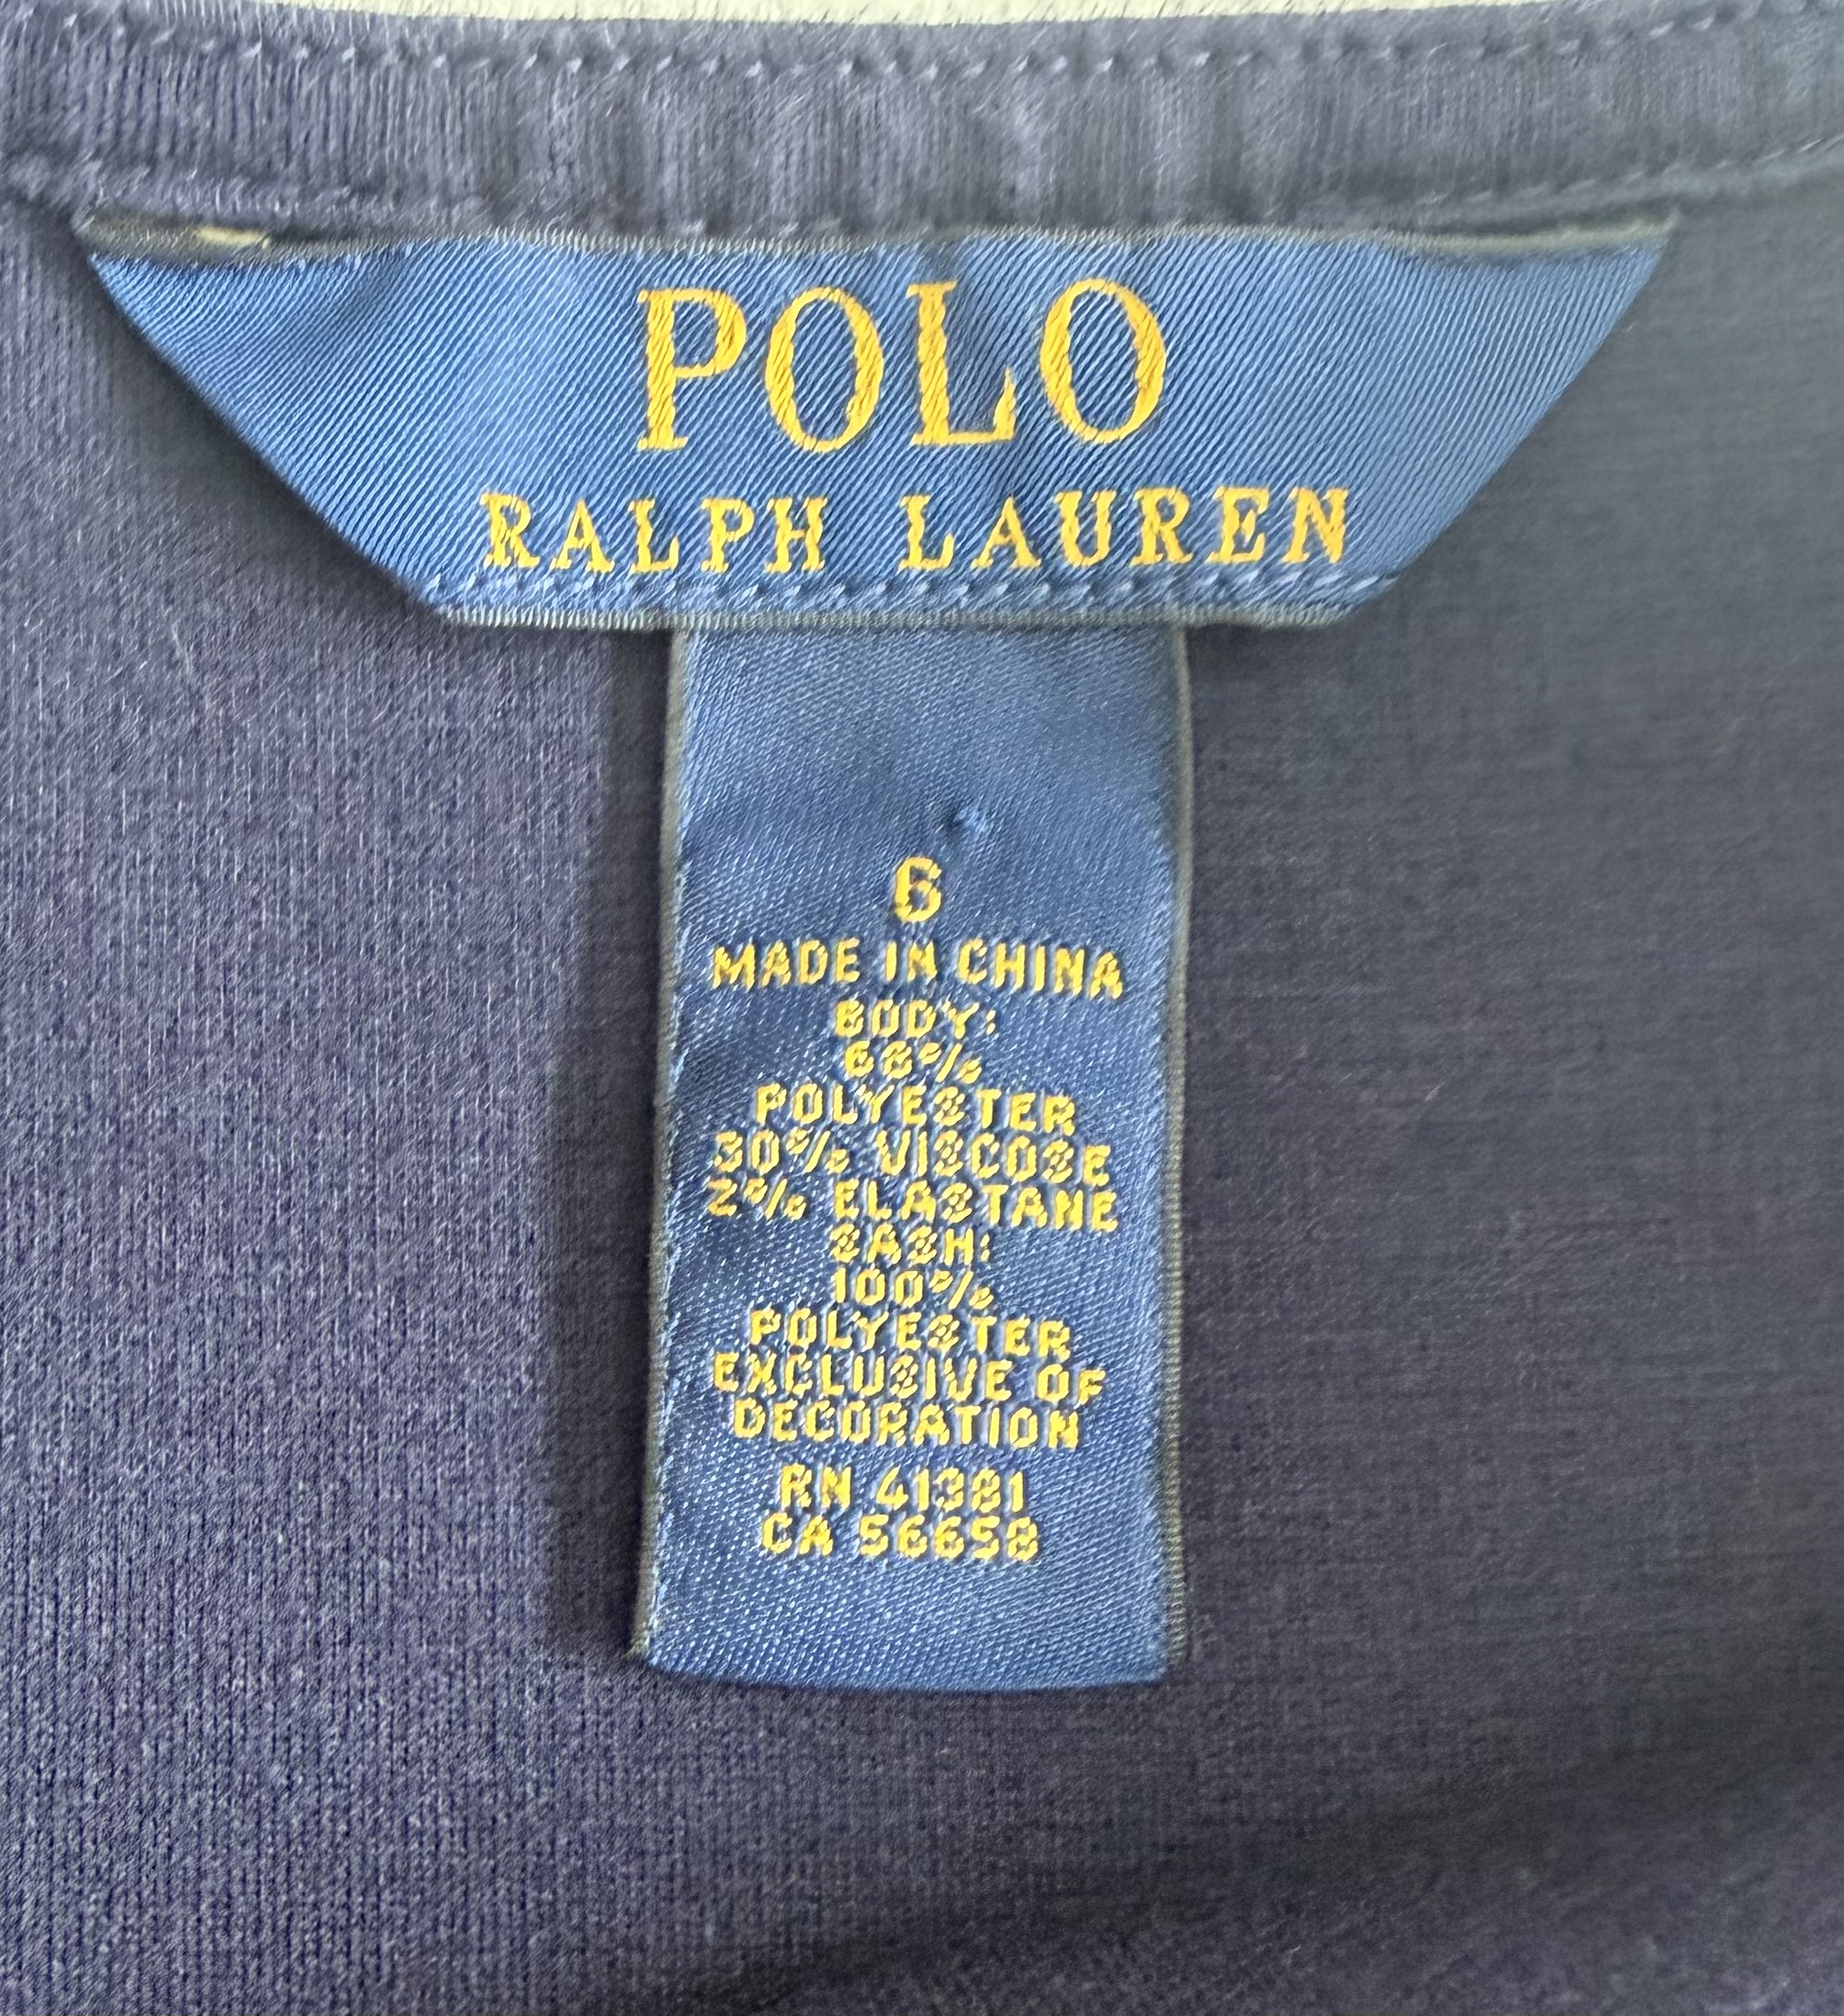 POLO
RALPH LAUREN
6
MADE IN CHINA
BODY:
68%
POLYESTER
30% VISCOSE
2% ELASTANE
SASH:
100%
POLYESTER
EXCLUSIVE OF
DECORATION
RN 41381
CA 56658